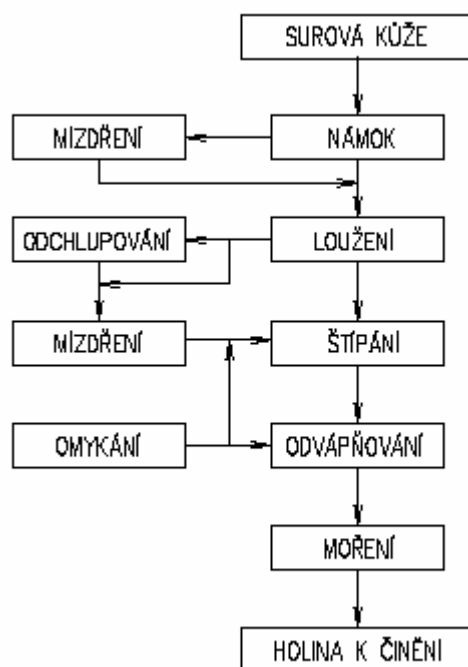 SUROVÁ KŮŽE
MÍZDŘENÍ
NÁMOK
ODCHLUPOVÁNÍ
LOUŽENÍ
MÍZDŘENÍ
ŠTÍPÁNÍ
OMYKÁNÍ
ODVÁPŇOVÁNÍ
MOŘENÍ
HOLINA K ČINĚNÍ